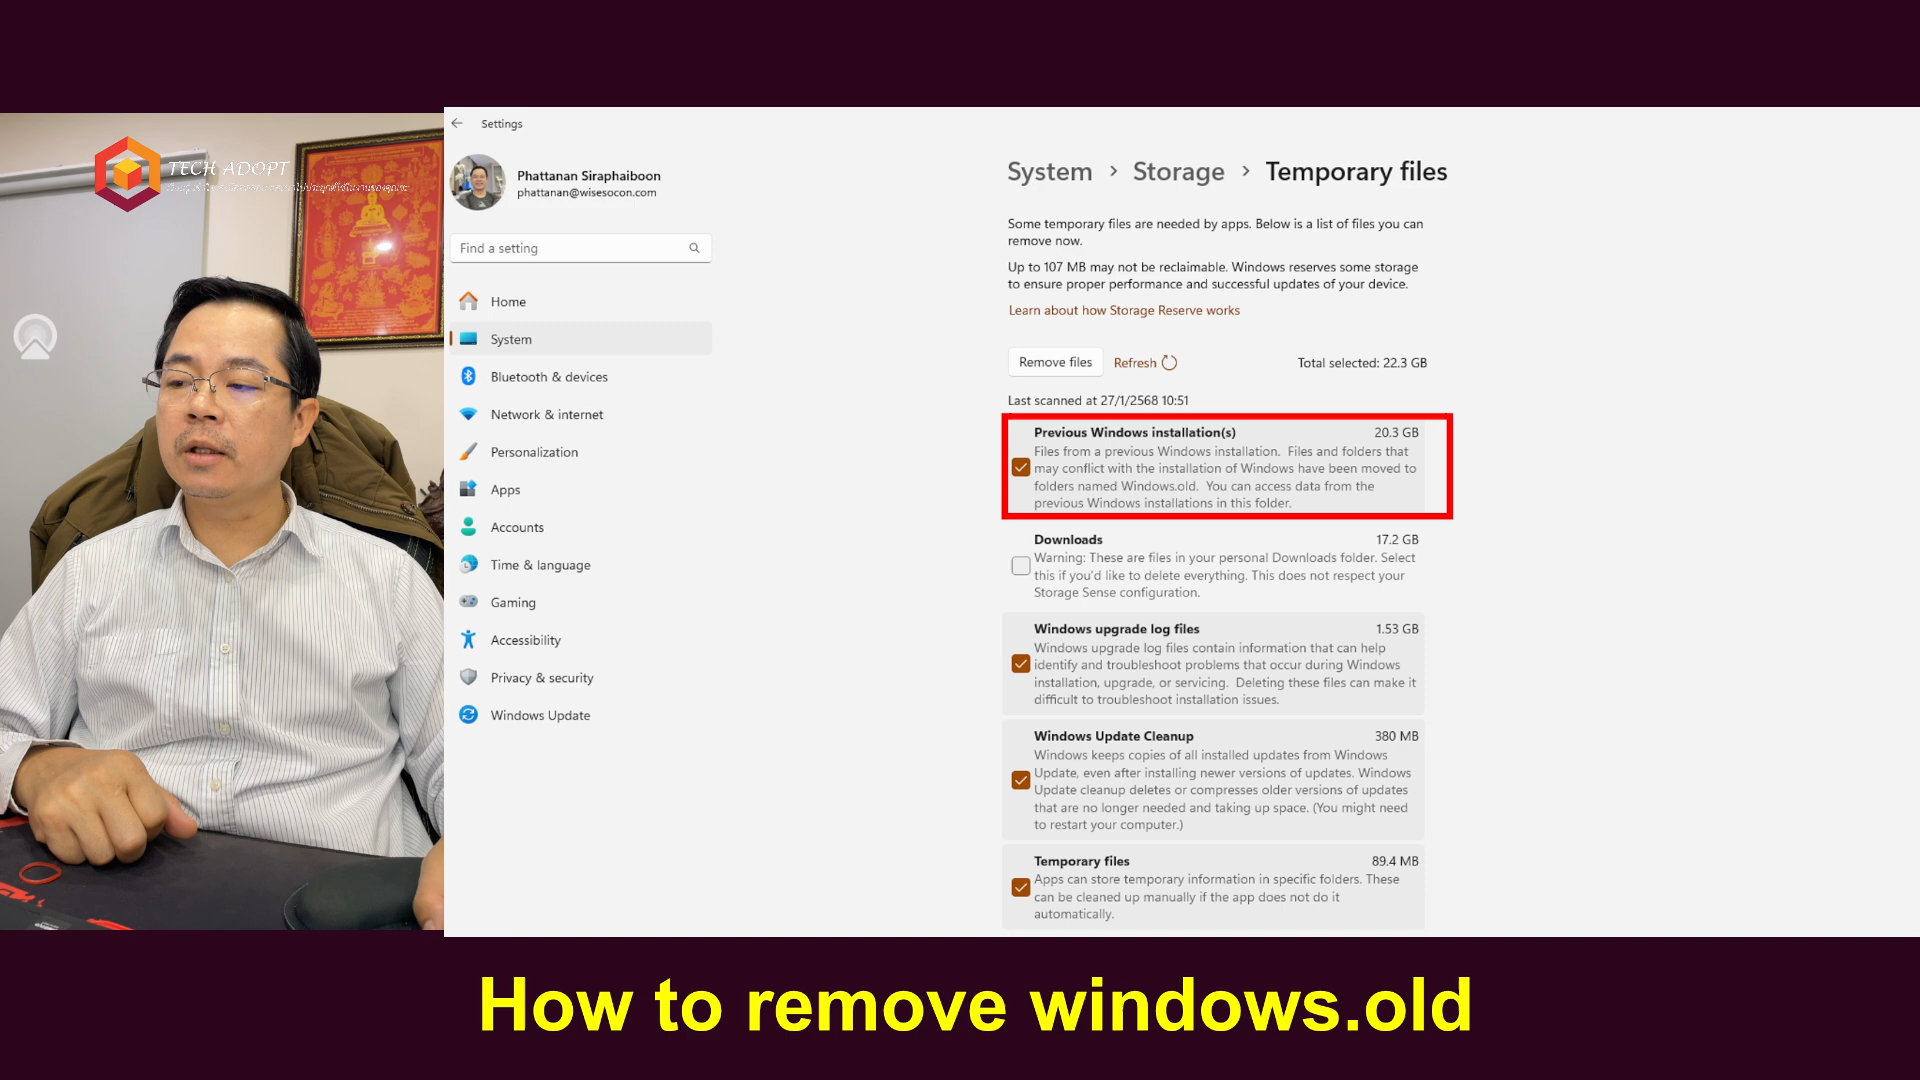 TECH ADOPT
Settings
Phattanan Siraphaiboon
phattanan@wisesocon.com
Find a setting
Home
System
Bluetooth & devices
Network & internet
Personalization
Apps
Accounts
Time & language
Gaming
Accessibility
Privacy & security
Windows Update
System > Storage > Temporary files
Some temporary files are needed by apps. Below is a list of files you can
remove now.
Up to 107 MB may not be reclaimable. Windows reserves some storage
to ensure proper performance and successful updates of your device.
Learn about how Storage Reserve works
Remove files Refresh Total selected: 22.3 GB
Last scanned at 27/1/2568 10:51
Previous Windows installation(s) 20.3 GB
Files from a previous Windows installation.  Files and folders that
may conflict with the installation of Windows have been moved to
folders named Windows.old.  You can access data from the
previous Windows installations in this folder.
Downloads 17.2 GB
Warning: These are files in your personal Downloads folder. Select
this if you'd like to delete everything. This does not respect your
Storage Sense configuration.
Windows upgrade log files 1.53 GB
Windows upgrade log files contain information that can help
identify and troubleshoot problems that occur during Windows
installation, upgrade, or servicing.  Deleting these files can make it
difficult to troubleshoot installation issues.
Windows Update Cleanup 380 MB
Windows keeps copies of all installed updates from Windows
Update, even after installing newer versions of updates. Windows
Update cleanup deletes or compresses older versions of updates
that are no longer needed and taking up space. (You might need
to restart your computer.)
Temporary files 89.4 MB
Apps can store temporary information in specific folders. These
can be cleaned up manually if the app does not do it
automatically.
How to remove windows.old